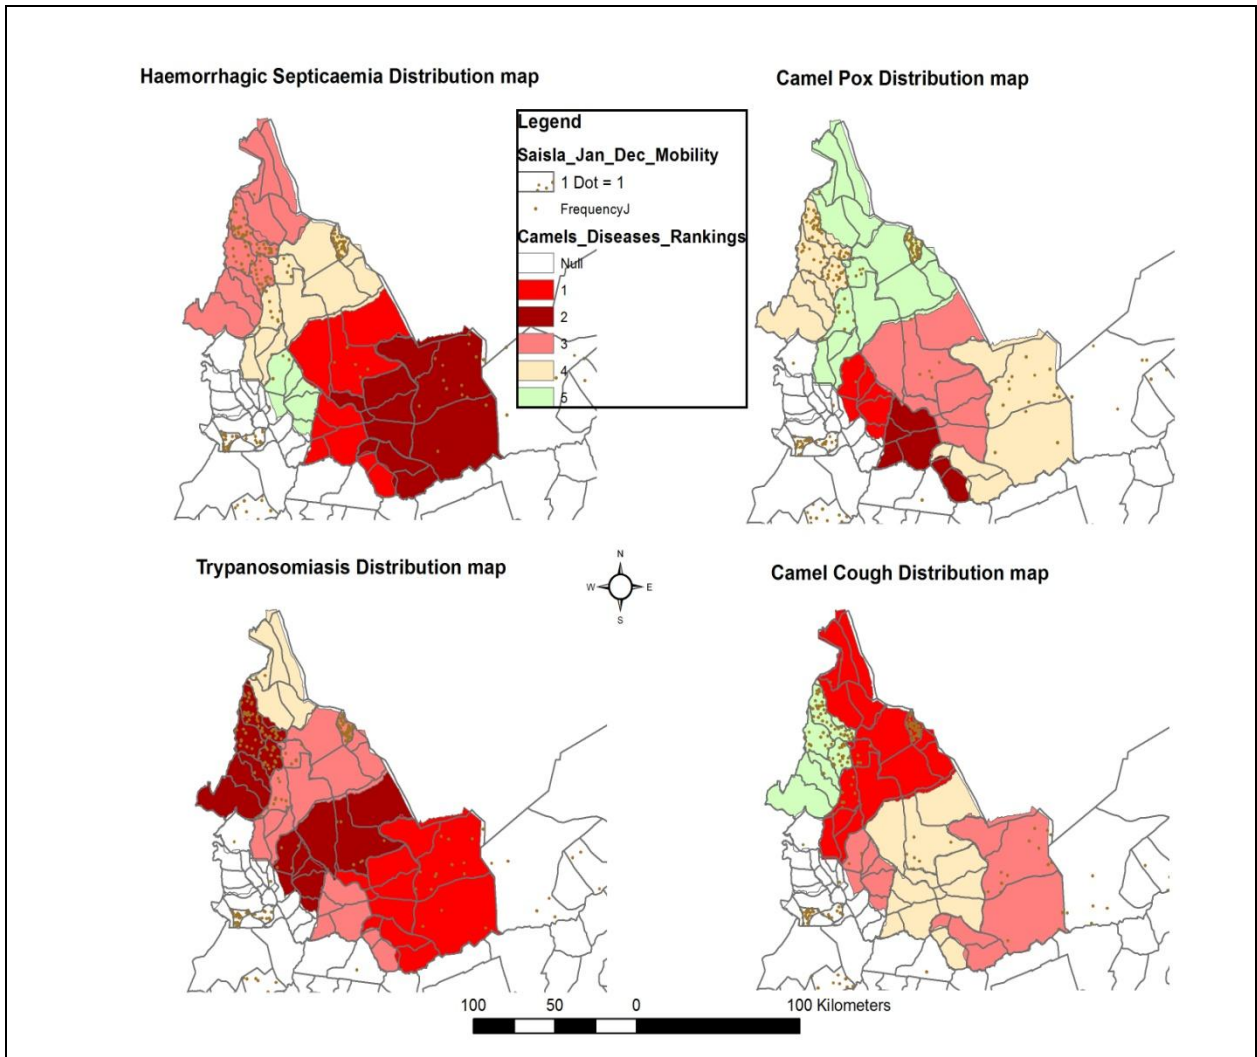 Haemorrhagic Septicaemia Distribution map
Camel Pox Distribution map
Legend
Saisla_Jan_Dec_Mobility
1 Dot = 1
FrequencyJ
Camels_Diseases_Rankings
Null
1
2
3
4
5
Trypanosomiasis Distribution map
N
W E
S
Camel Cough Distribution map
100 50 0 100 Kilometers